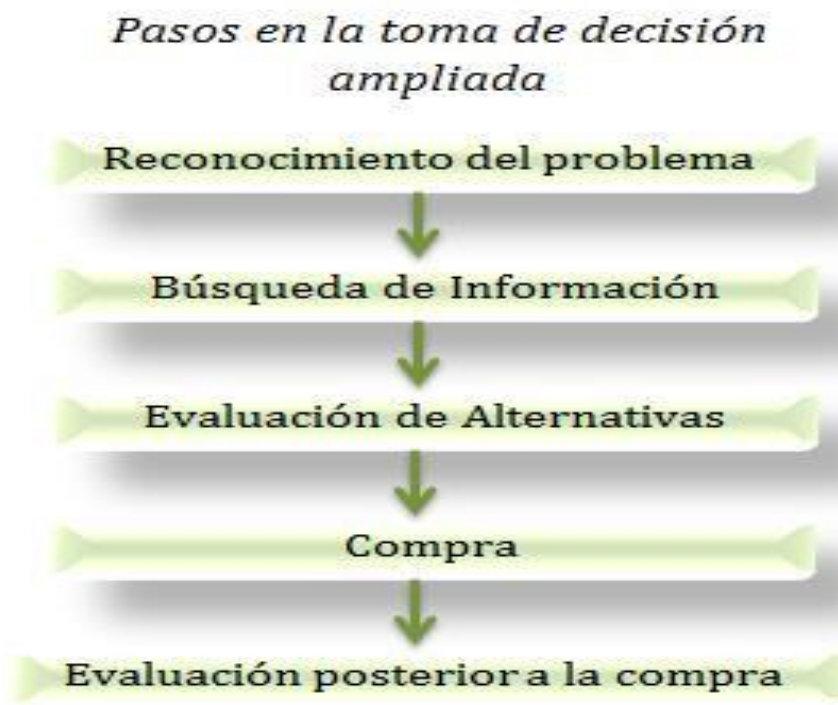 Pasos en la toma de decisión
ampliada
Reconocimiento del problema
Búsqueda de Información
Evaluación de Alternativas
Compra
Evaluación posterior a la compra